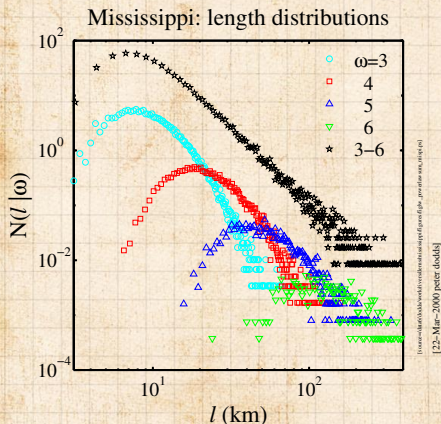 Mississippi: length distributions
10²
10⁰
10⁻²
10⁻⁴
N(l |ω)
ω=3
4
5
6
3-6
10¹
10²
l (km)
[22-Mar-2000 peter dodds]